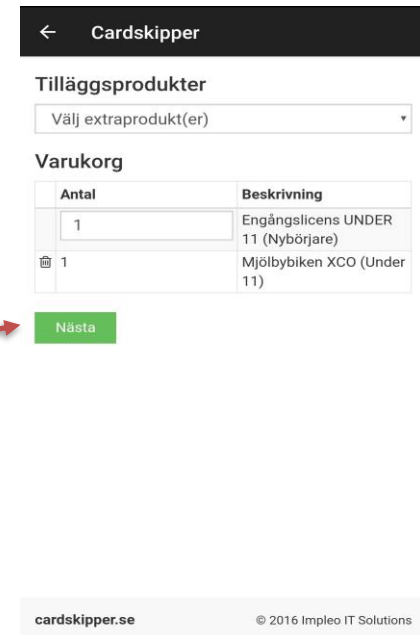 Cardskipper
Tilläggsprodukter
Välj extraprodukt(er)
Varukorg
Antal Beskrivning
1 Engångslicens UNDER
11 (Nybörjare)
1 Mjölbybiken XCO (Under
11)
Nästa
cardskipper.se © 2016 Impleo IT Solutions